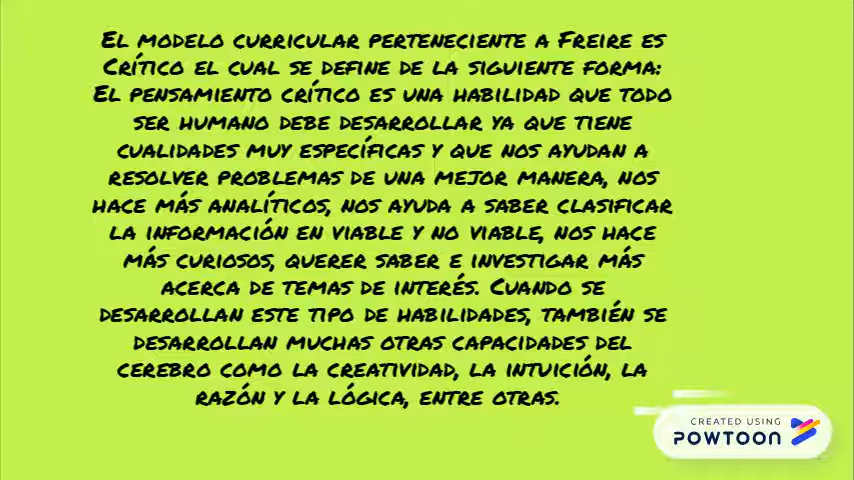 El modelo curricular perteneciente a Freire es
Crítico el cual se define de la siguiente forma:
El pensamiento crítico es una habilidad que todo
ser humano debe desarrollar ya que tiene
cualidades muy específicas y que nos ayudan a
resolver problemas de una mejor manera, nos
hace más analíticos, nos ayuda a saber clasificar
la información en viable y no viable, nos hace
más curiosos, querer saber e investigar más
acerca de temas de interés. Cuando se
desarrollan este tipo de habilidades, también se
desarrollan muchas otras capacidades del
cerebro como la creatividad, la intuición, la
razón y la lógica, entre otras.
CREATED USING
POWTOON